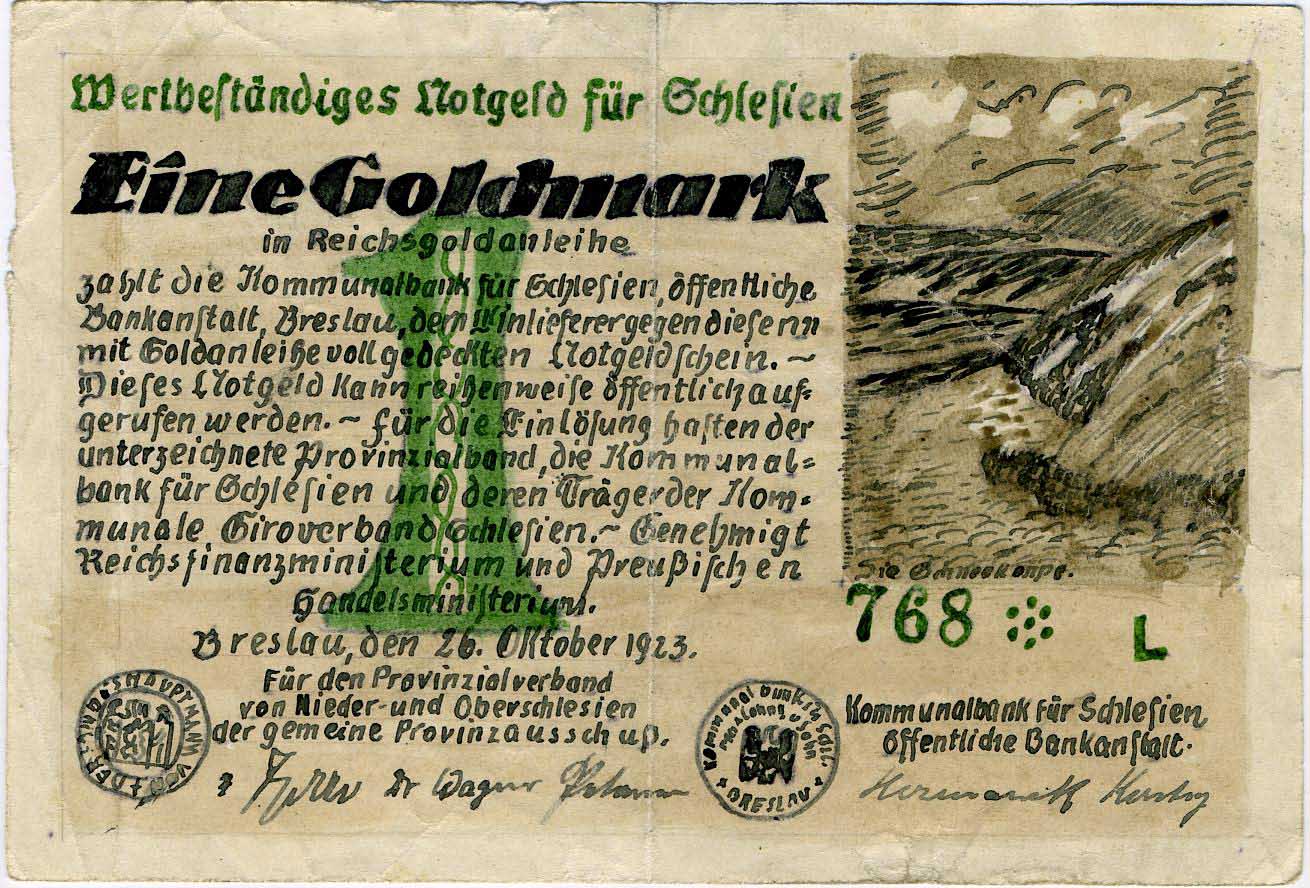 Wertbeständiges Notgeld für Schlesien
Eine Goldmark
in Reichsgoldanleihe
zahlt die Kommunalbank für Schlesien, öffentliche
Bankanstalt, Breslau, dem Einlieferer gegen diesenn
mit Goldanleihe voll gedeckten Notgeldschein. ~
Dieses Notgeld kann reihenweise öffentlich auf=
gerufen werden. ~ für die Einlösung haften der
unterzeichnete Provinzialband, die Kommunal=
bank für Schlesien und deren Träger der Kom=
munale Giroverband Schlesien. ~ Genehmigt
Reichsfinanzministerium und Preußischen
Handelsministerium.
1
Breslau, den 26. Oktober 1923.
Für den Provinzialverband
von Nieder- und Oberschlesien
der gemeine Provinzausschuß.
Dr Wagner
Die Schneekoppe.
768 L
Kommunalbank für Schlesien
öffentliche Bankanstalt.
BRESLAU